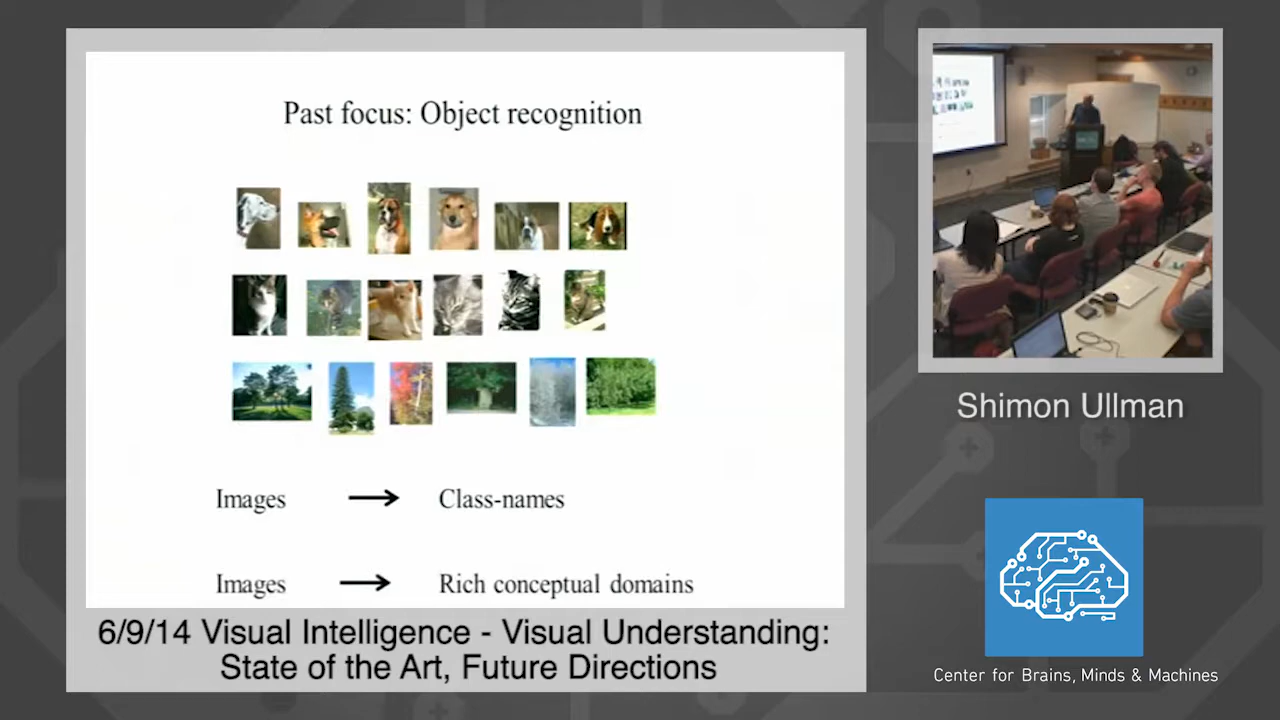 Past focus: Object recognition
Images → Class-names
Images → Rich conceptual domains
6/9/14 Visual Intelligence - Visual Understanding:
State of the Art, Future Directions
Shimon Ullman
Center for Brains, Minds & Machines